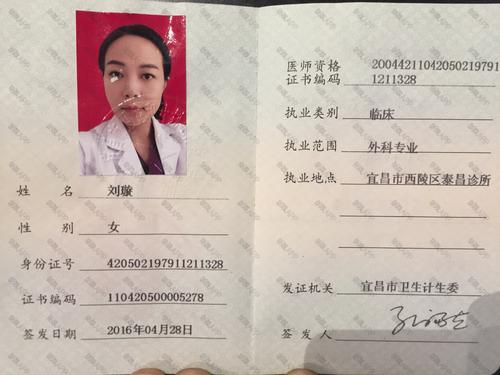 姓名 刘璇
性别 女
身份证号 420502197911211328
证书编码 110420500005278
签发日期 2016年04月28日
医师资格 20044211042050219791
证书编码 1211328
执业类别 临床
执业范围 外科专业
执业地点 宜昌市西陵区泰昌诊所
发证机关 宜昌市卫生计生委
签发人